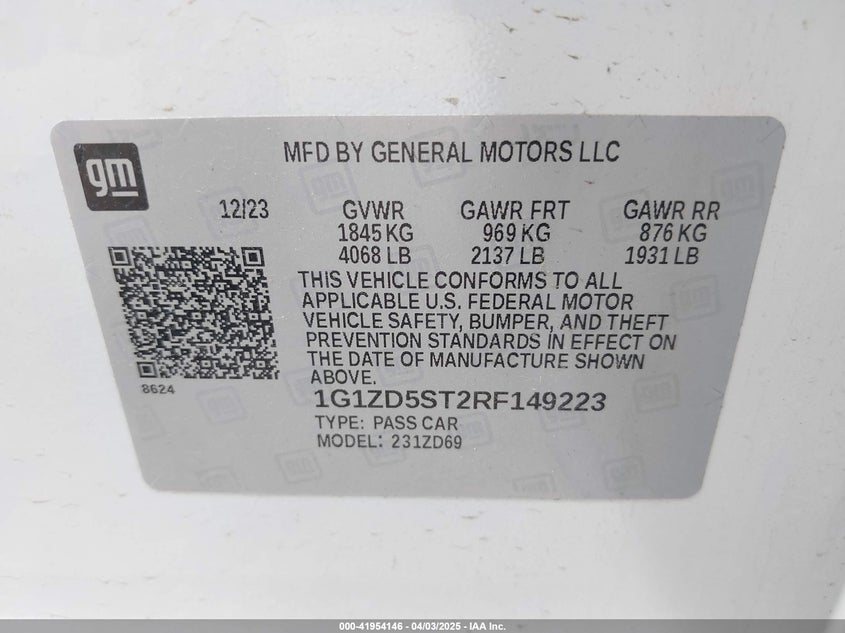 gm
MFD BY GENERAL MOTORS LLC
12/23 GVWR GAWR FRT GAWR RR
1845 KG 969 KG 876 KG
4068 LB 2137 LB 1931 LB
THIS VEHICLE CONFORMS TO ALL
APPLICABLE U.S. FEDERAL MOTOR
VEHICLE SAFETY, BUMPER, AND THEFT
PREVENTION STANDARDS IN EFFECT ON
THE DATE OF MANUFACTURE SHOWN
ABOVE.
8624
1G1ZD5ST2RF149223
TYPE: PASS CAR
MODEL: 231ZD69
000-41954146 - 04/03/2025 - IAA Inc.